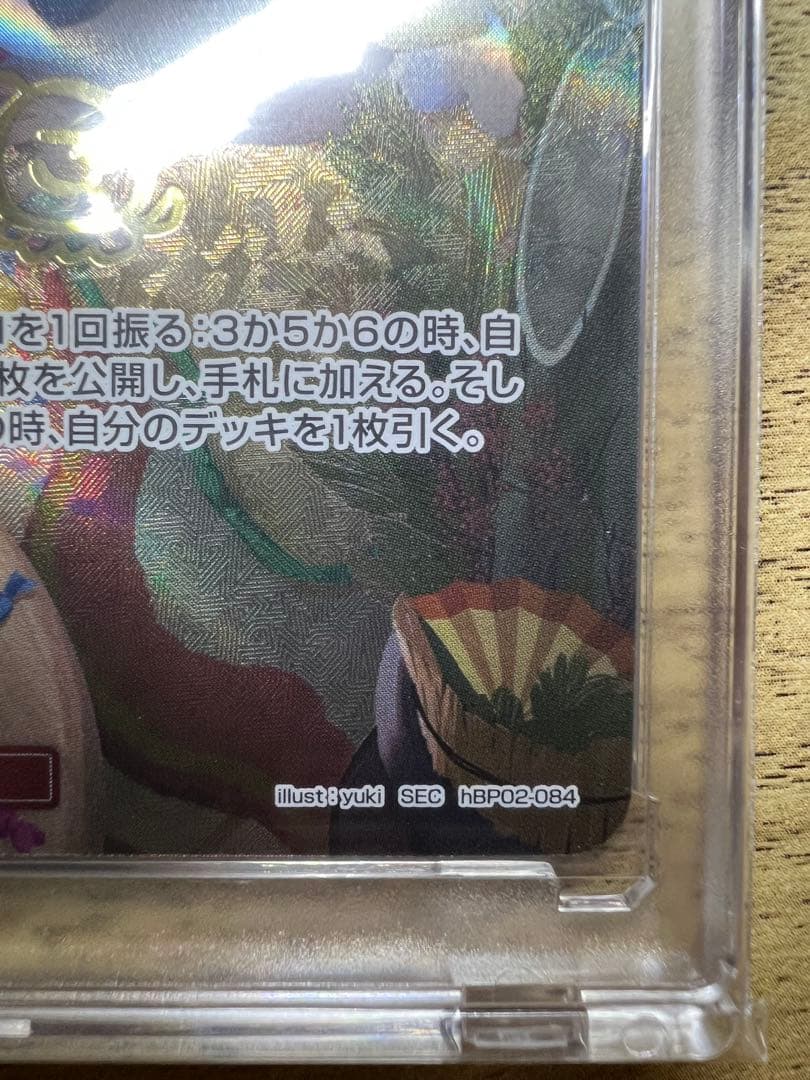 を1回振る:3か5か6の時、自
枚を公開し、手札に加える。そし
の時、自分のデッキを1枚引く。
illust:yuki SEC hBP02-084